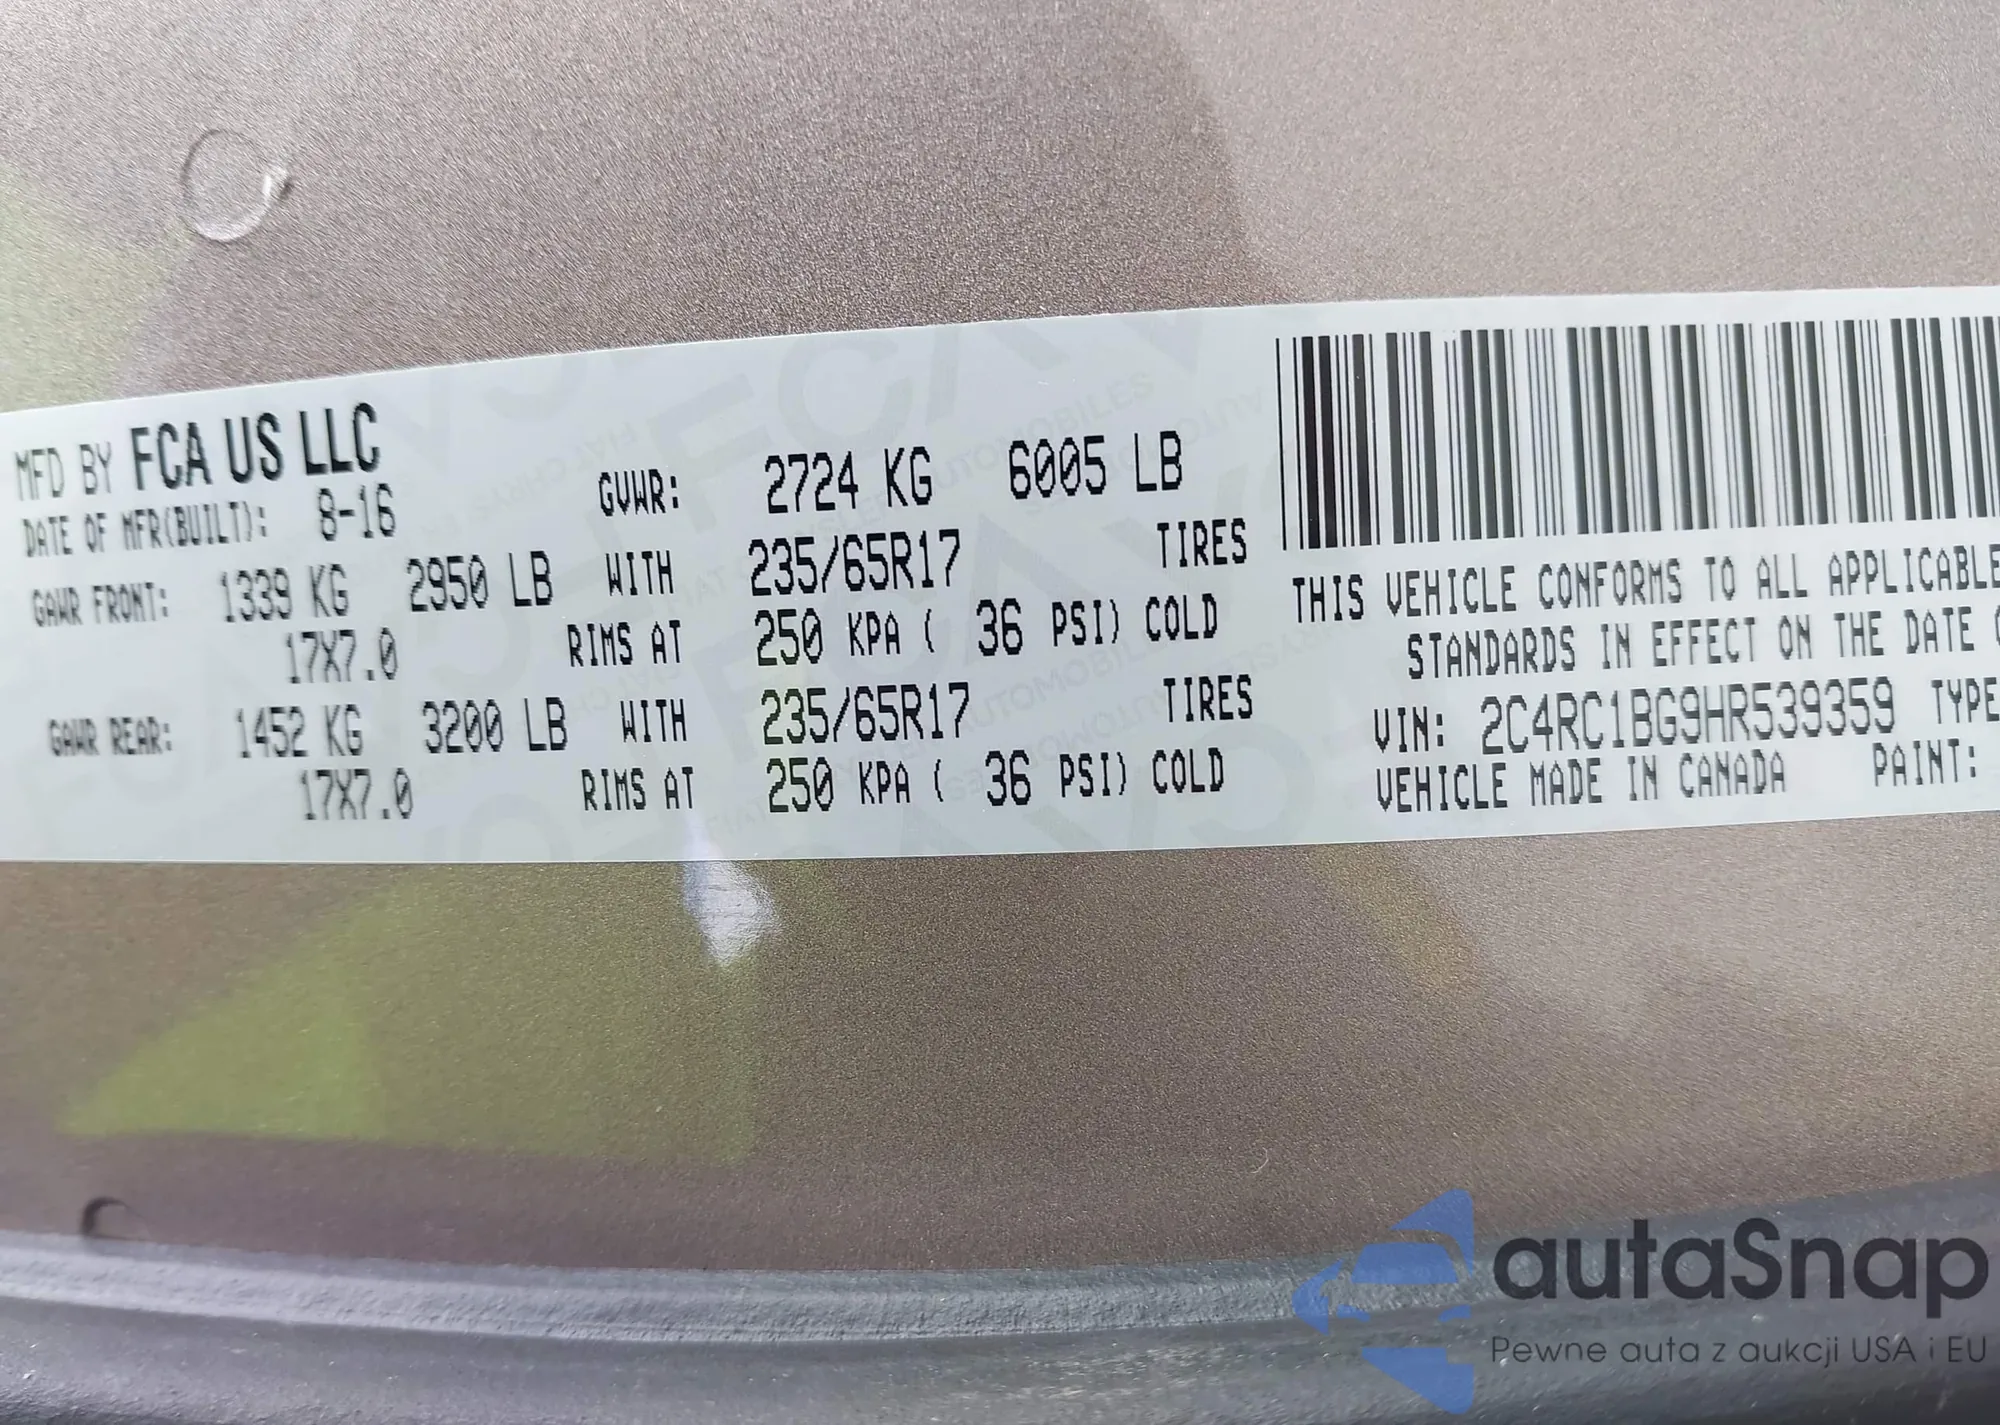 MFD BY FCA US LLC
DATE OF MFR(BUILT): 8-16
GVWR: 2724 KG 6005 LB
GAWR FRONT: 1339 KG 2950 LB WITH 235/65R17 TIRES
17X7.0 RIMS AT 250 KPA ( 36 PSI) COLD
GAWR REAR: 1452 KG 3200 LB WITH 235/65R17 TIRES
17X7.0 RIMS AT 250 KPA ( 36 PSI) COLD
THIS VEHICLE CONFORMS TO ALL APPLICABLE
STANDARDS IN EFFECT ON THE DATE
VIN: 2C4RC1BG9HR539359 TYPE
VEHICLE MADE IN CANADA PAINT:
autaSnap
Pewne auta z aukcji USA i EU